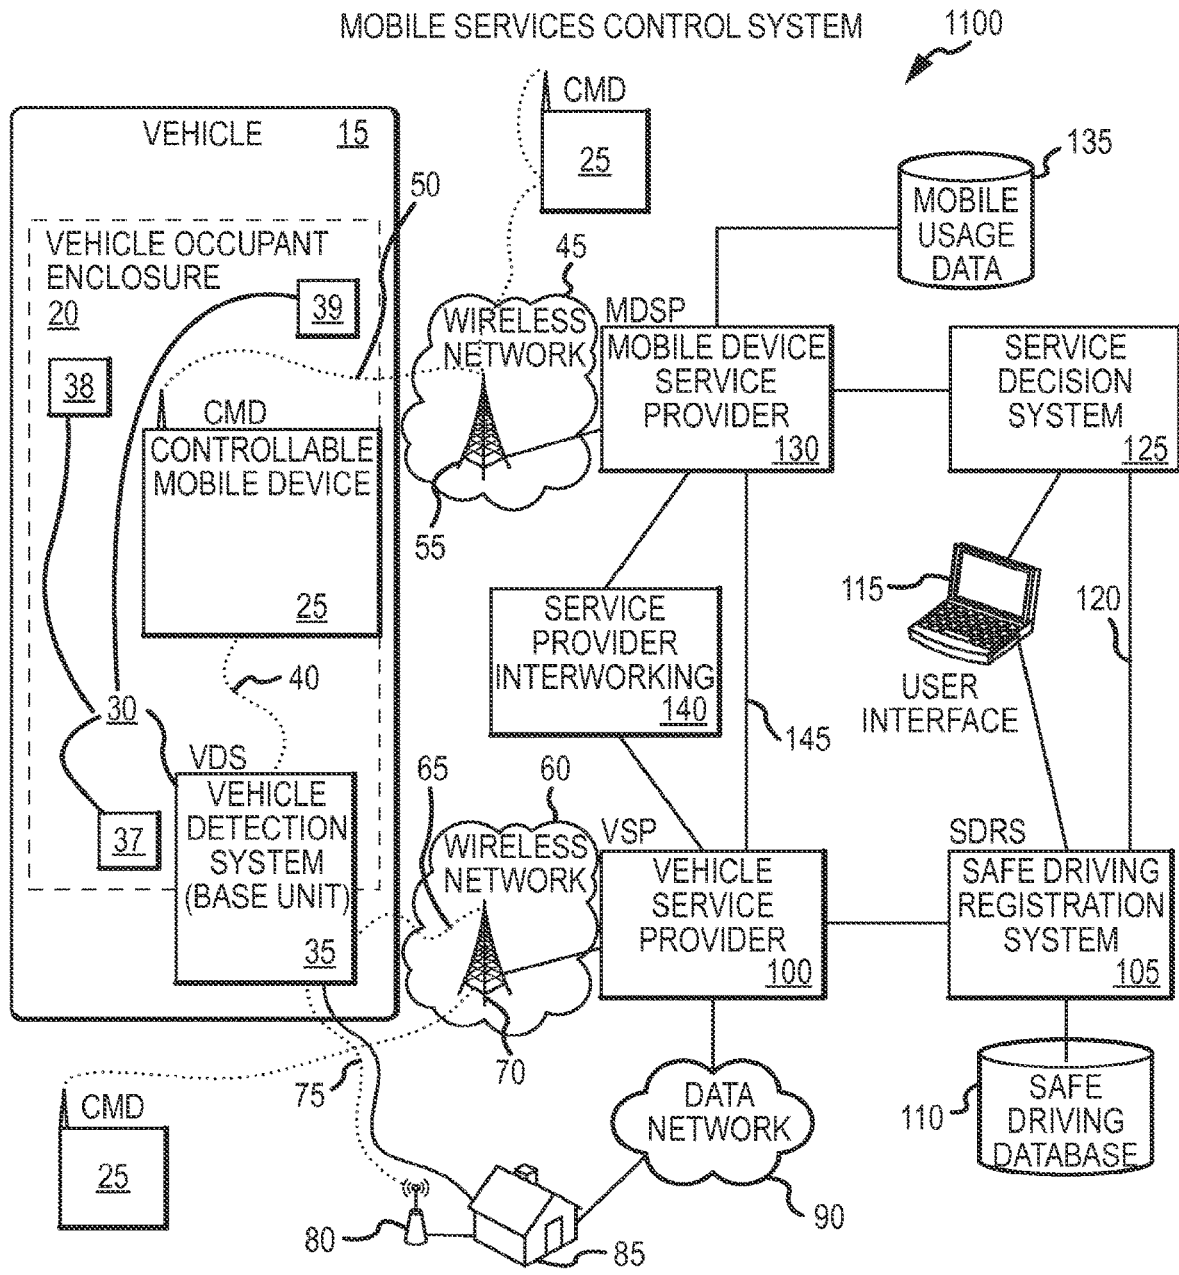 MOBILE SERVICES CONTROL SYSTEM
1100
CMD
25
VEHICLE 15
50
135
MOBILE
USAGE
DATA
VEHICLE OCCUPANT
ENCLOSURE
20
39
38
45
WIRELESS
NETWORK
55
MDSP
MOBILE DEVICE
SERVICE
PROVIDER
130
SERVICE
DECISION
SYSTEM
125
CMD
CONTROLLABLE
MOBILE DEVICE
25
40
30
115
USER
INTERFACE
120
SERVICE
PROVIDER
INTERWORKING
140
145
VDS
VEHICLE
DETECTION
SYSTEM
(BASE UNIT)
35
37
65
60
WIRELESS
NETWORK
70
VSP
VEHICLE
SERVICE
PROVIDER
100
SDRS
SAFE DRIVING
REGISTRATION
SYSTEM
105
75
CMD
25
80
85
DATA
NETWORK
90
110
SAFE
DRIVING
DATABASE